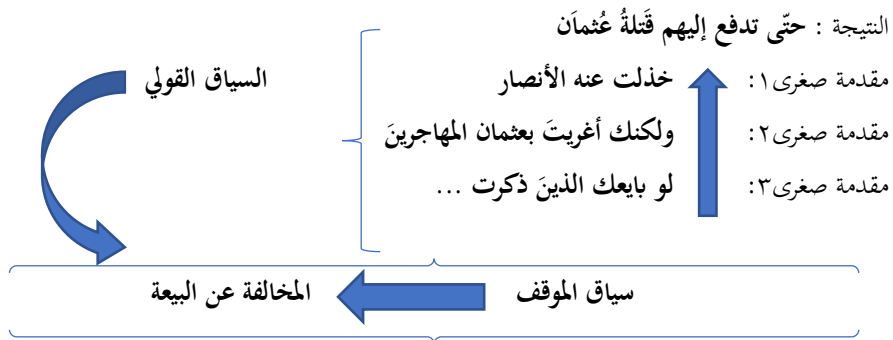 النتيجة : حتّى تدفع إليهم قَتلةُ عُثماَن
مقدمة صغرى١: خذلت عنه الأنصار
السياق القولي
مقدمة صغرى٢: ولكنك أغريتَ بعثمان المهاجرينَ
مقدمة صغرى٣: لو بايعك الذينَ ذكرت ...
سياق الموقف
المخالفة عن البيعة